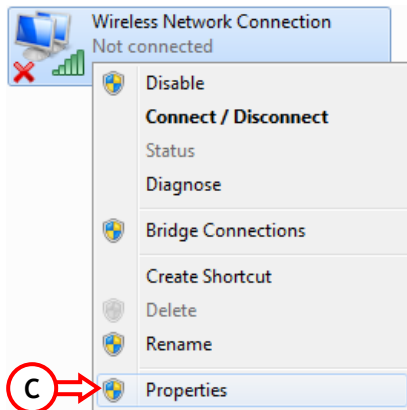 Wireless Network Connection
Not connected
Disable
Connect / Disconnect
Status
Diagnose
Bridge Connections
Create Shortcut
Delete
Rename
C
Properties